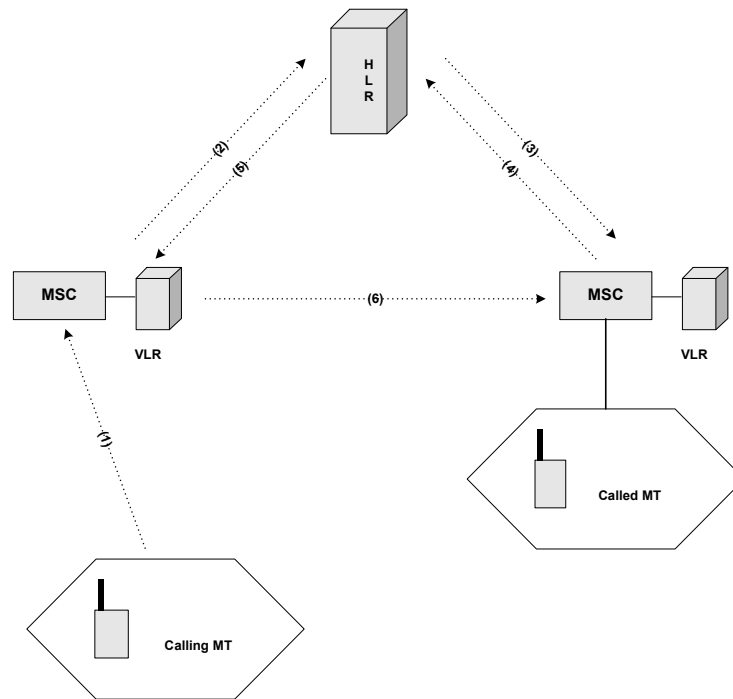 H
L
R
(2)
(5)
(3)
(4)
MSC
VLR
(6)
MSC
VLR
(1)
Called MT
Calling MT